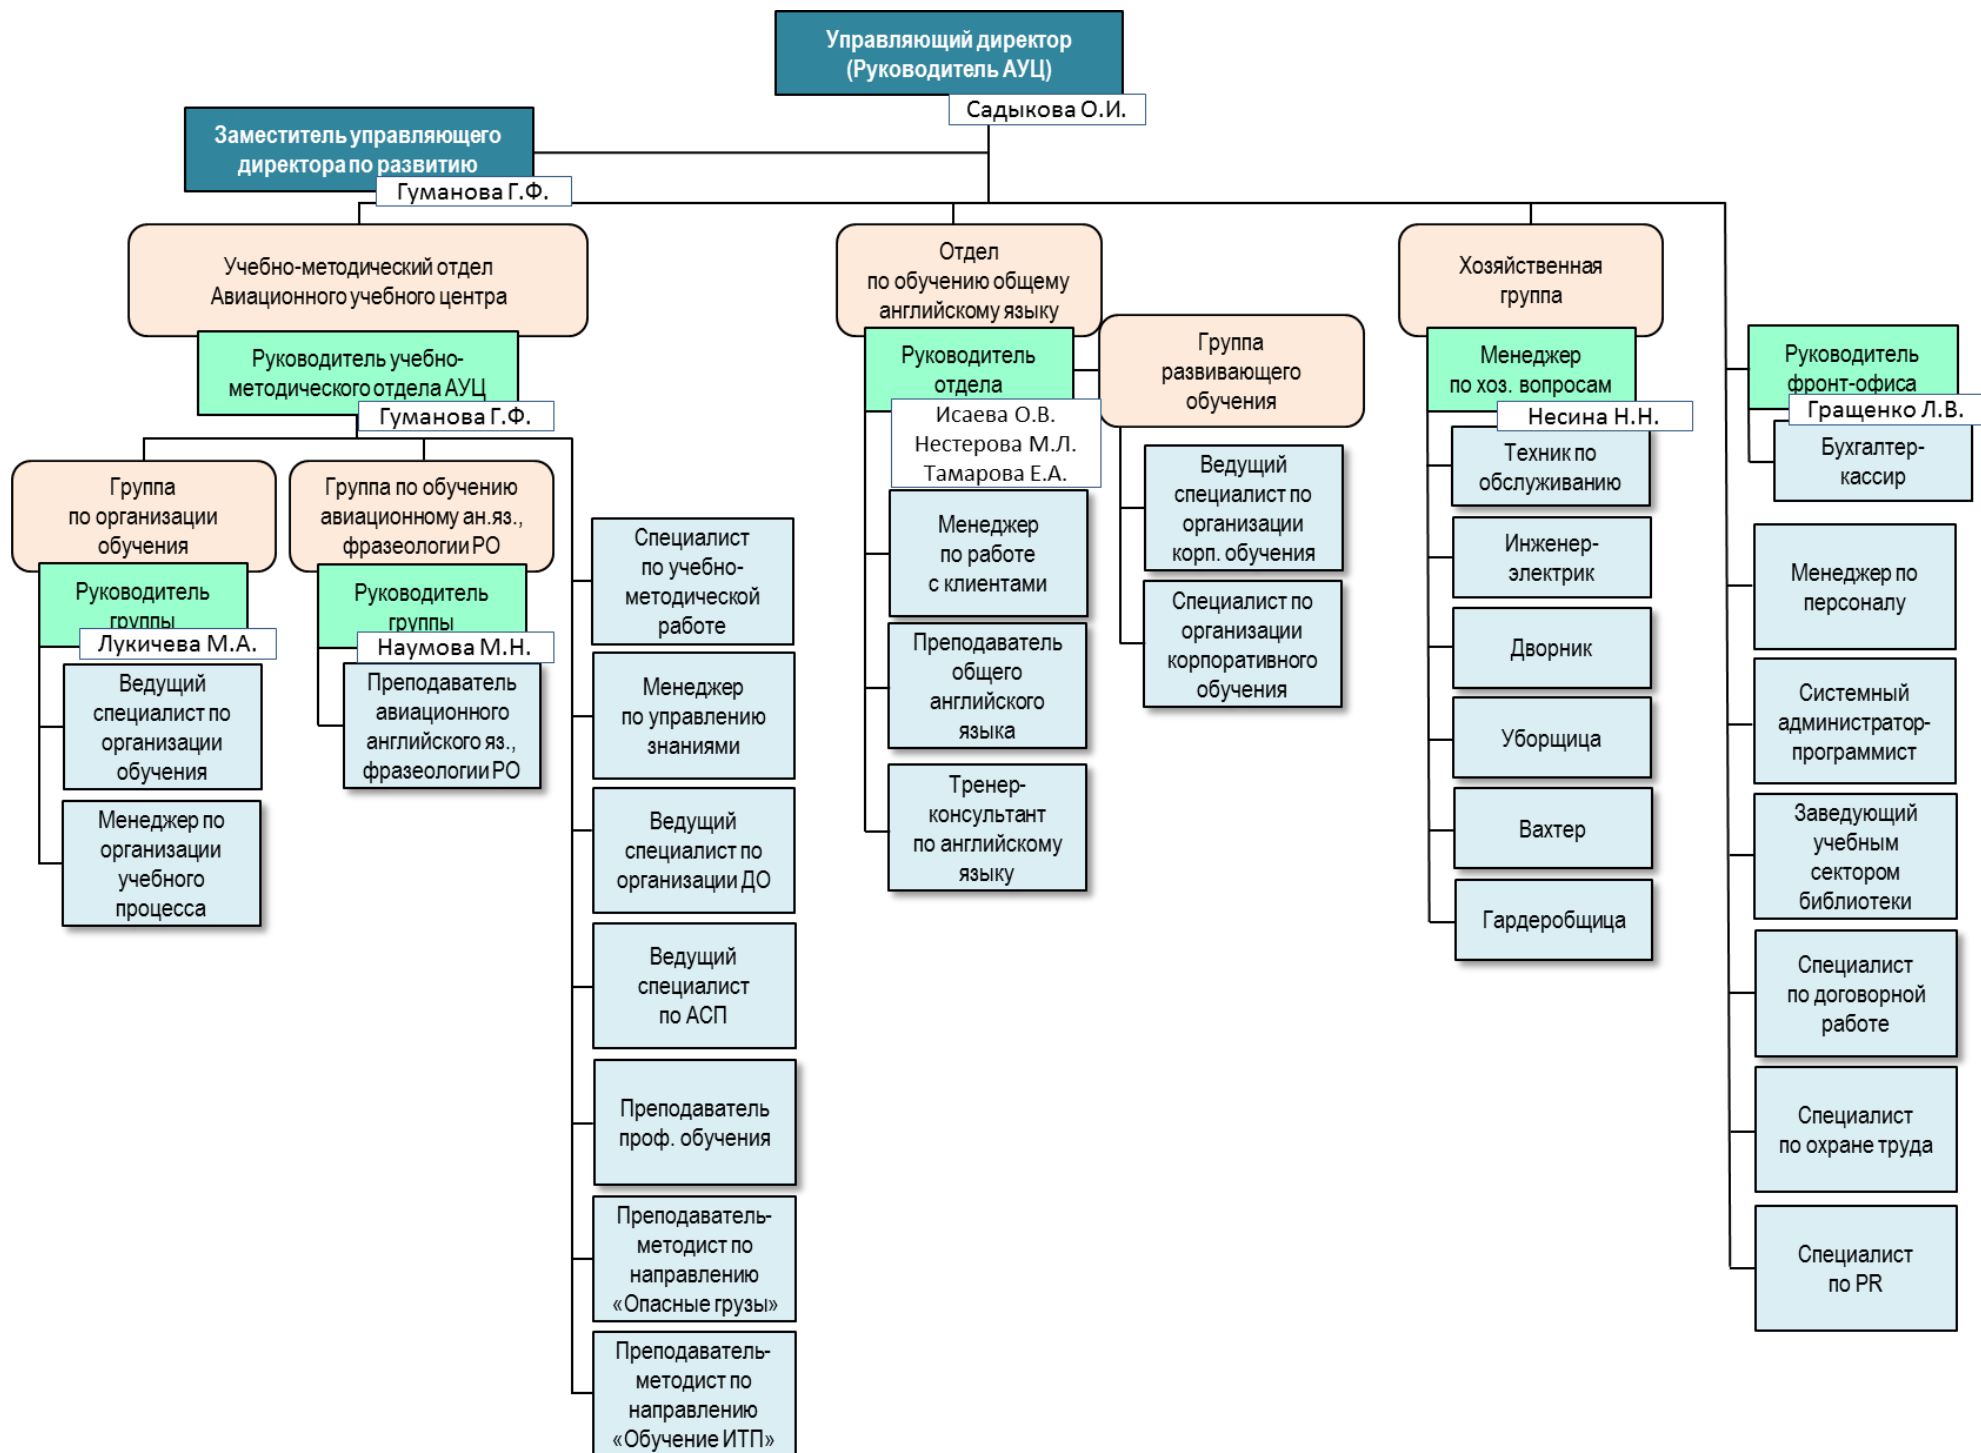 Управляющий директор
(Руководитель АУЦ)
Садыкова О.И.
Заместитель управляющего
директора по развитию
Гуманова Г.Ф.
Учебно-методический отдел
Авиационного учебного центра
Руководитель учебно-
методического отдела АУЦ
Гуманова Г.Ф.
Группа
по организации
обучения
Руководитель
группы
Лукичева М.А.
Ведущий
специалист по
организации
обучения
Менеджер по
организации
учебного
процесса
Группа по обучению
авиационному ан.яз.,
фразеологии РО
Руководитель
группы
Наумова М.Н.
Преподаватель
авиационного
английского яз.,
фразеологии РО
Специалист
по учебно-
методической
работе
Менеджер
по управлению
знаниями
Ведущий
специалист по
организации ДО
Ведущий
специалист
по АСП
Преподаватель
проф. обучения
Преподаватель-
методист по
направлению
«Опасные грузы»
Преподаватель-
методист по
направлению
«Обучение ИТП»
Отдел
по обучению общему
английскому языку
Руководитель
отдела
Исаева О.В.
Нестерова М.Л.
Тамарова Е.А.
Менеджер
по работе
с клиентами
Преподаватель
общего
английского
языка
Тренер-
консультант
по английскому
языку
Группа
развивающего
обучения
Ведущий
специалист по
организации
корп. обучения
Специалист по
организации
корпоративного
обучения
Хозяйственная
группа
Менеджер
по хоз. вопросам
Несина Н.Н.
Техник по
обслуживанию
Инженер-
электрик
Дворник
Уборщица
Вахтер
Гардеробщица
Руководитель
фронт-офиса
Гращенко Л.В.
Бухгалтер-
кассир
Менеджер по
персоналу
Системный
администратор-
программист
Заведующий
учебным
сектором
библиотеки
Специалист
по договорной
работе
Специалист
по охране труда
Специалист
по PR